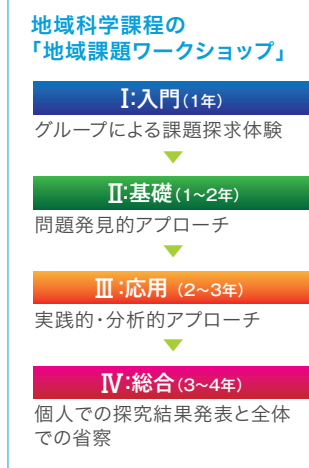 地域科学課程の
「地域課題ワークショップ」
Ⅰ:入門(1年)
グループによる課題探求体験
Ⅱ:基礎(1~2年)
問題発見的アプローチ
Ⅲ:応用 (2~3年)
実践的・分析的アプローチ
Ⅳ:総合(3~4年)
個人での探究結果発表と全体
での省察